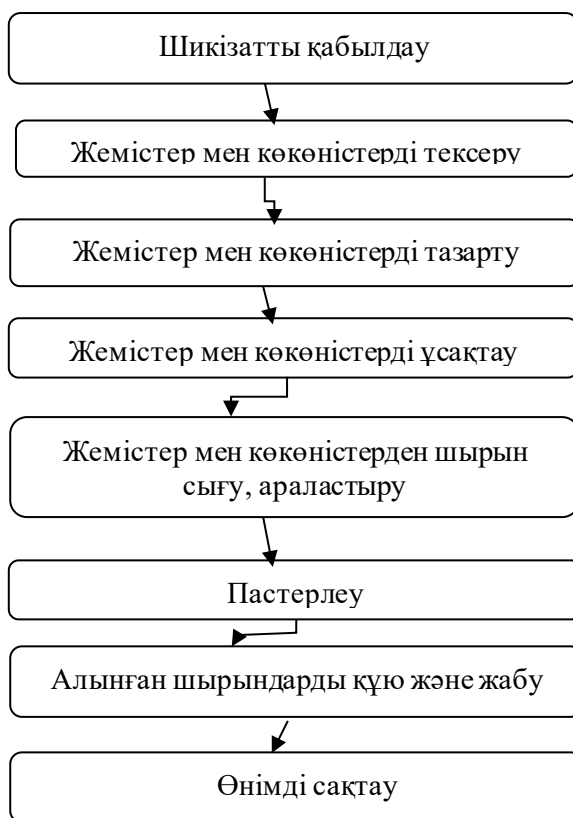 Шикізатты қабылдау
Жемістер мен көкөністерді тексеру
Жемістер мен көкөністерді тазарту
Жемістер мен көкөністерді ұсақтау
Жемістер мен көкөністерден шырын
сығу, араластыру
Пастерлеу
Алынған шырындарды құю және жабу
Өнімді сақтау